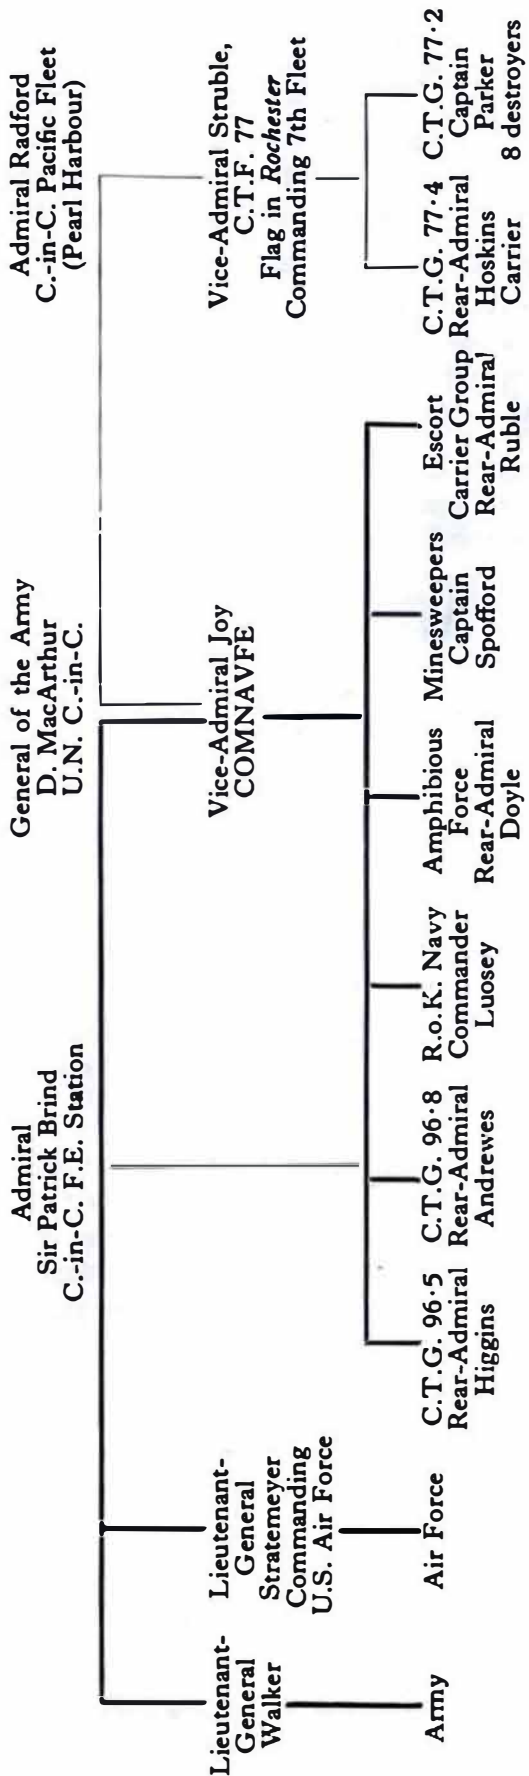 Admiral
Sir Patrick Brind
C.-in-C. F.E. Station
General of the Army
D. MacArthur
U.N. C.-in-C.
Admiral Radford
C.-in-C. Pacific Fleet
(Pearl Harbour)
Lieutenant-
General
Walker
Lieutenant-
General
Stratemeyer
Commanding
U.S. Air Force
Vice-Admiral Joy
COMNAVFE
Vice-Admiral Struble,
C.T.F. 77
Flag in Rochester
Commanding 7th Fleet
Army
Air Force
C.T.G. 96·5
Rear-Admiral
Higgins
C.T.G. 96·8
Rear-Admiral
Andrewes
R.o.K. Navy
Commander
Luosey
Amphibious
Force
Rear-Admiral
Doyle
Minesweepers
Captain
Spofford
Escort
Carrier Group
Rear-Admiral
Ruble
C.T.G. 77·4
Rear-Admiral
Hoskins
Carrier
C.T.G. 77·2
Captain
Parker
8 destroyers